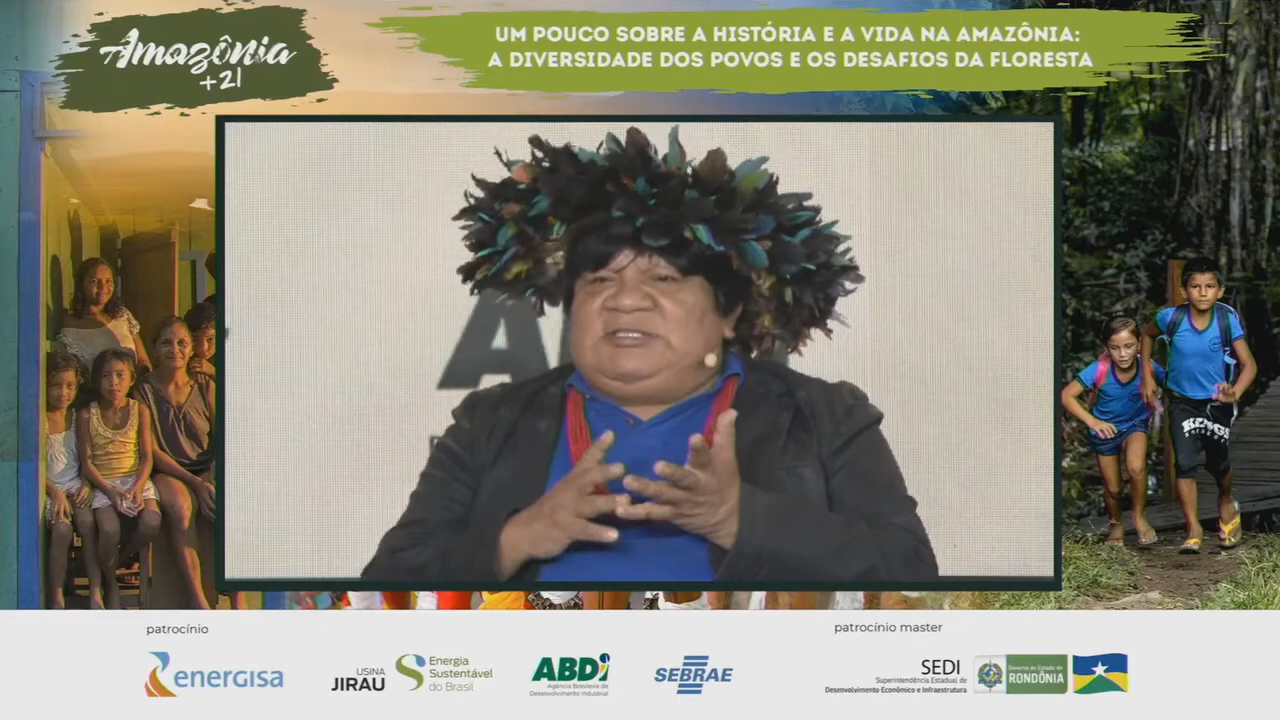 Amazônia
+21
UM POUCO SOBRE A HISTÓRIA E A VIDA NA AMAZÔNIA:
A DIVERSIDADE DOS POVOS E OS DESAFIOS DA FLORESTA
A
KINGS
patrocínio
patrocínio master
energisa
USINA
JIRAU
Energia
Sustentável
do Brasil
ABDi
Agência Brasileira de
Desenvolvimento Industrial
SEBRAE
SEDI
Superintendência Estadual de
Desenvolvimento Econômico e Infraestrutura
Governo do Estado de
RONDÔNIA